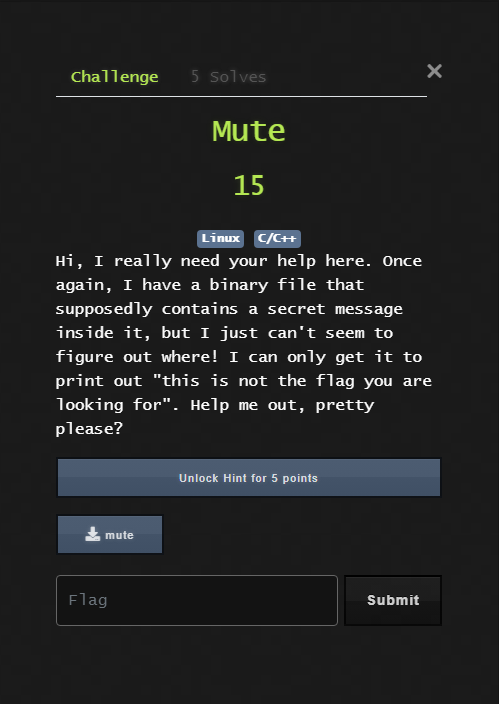 Challenge 5 Solves ×
Mute
15
Linux C/C++
Hi, I really need your help here. Once
again, I have a binary file that
supposedly contains a secret message
inside it, but I just can't seem to
figure out where! I can only get it to
print out "this is not the flag you are
looking for". Help me out, pretty
please?
Unlock Hint for 5 points
mute
Flag Submit